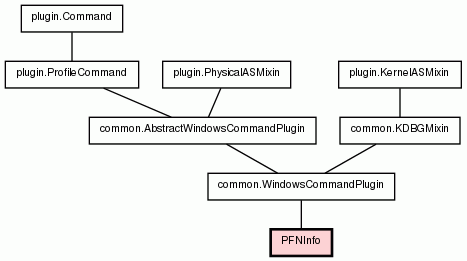 plugin.Command
plugin.ProfileCommand
plugin.PhysicalASMixin
plugin.KernelASMixin
common.AbstractWindowsCommandPlugin
common.KDBGMixin
common.WindowsCommandPlugin
PFNInfo